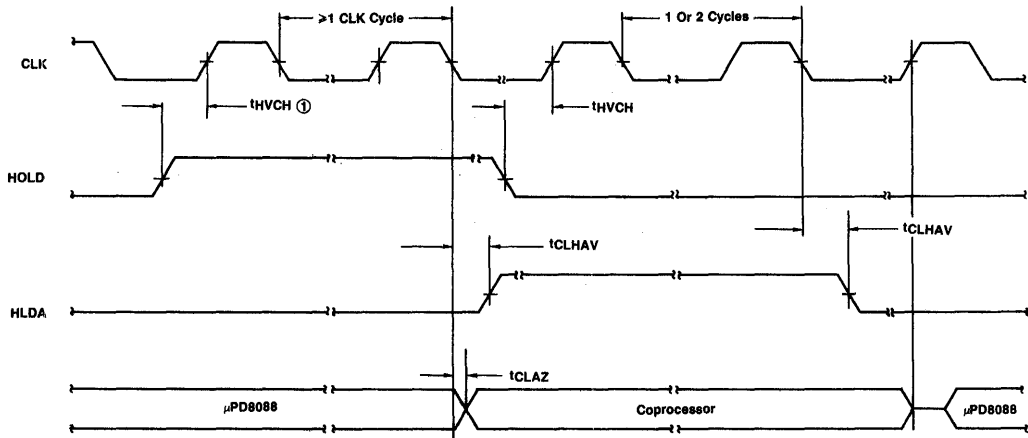 ≥1 CLK Cycle
1 Or 2 Cycles
CLK
tHVCH ①
tHVCH
HOLD
tCLHAV
tCLHAV
HLDA
tCLAZ
μPD8088
Coprocessor
μPD8088